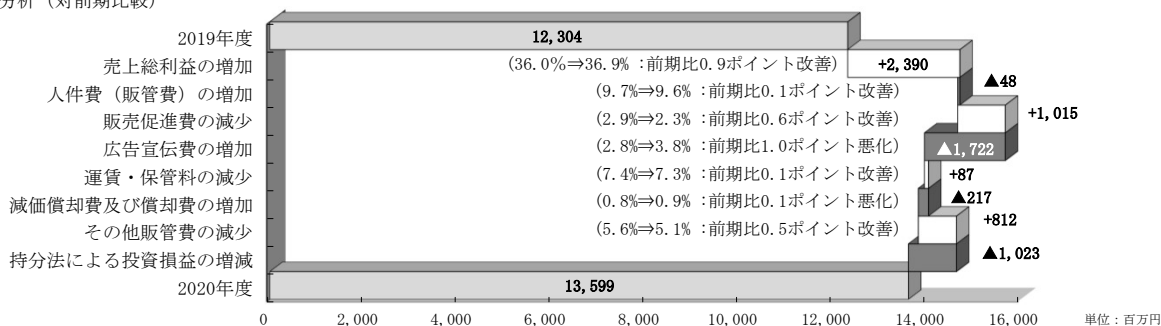 分析（対前期比較）
2019年度 12,304
売上総利益の増加 (36.0%⇒36.9% :前期比0.9ポイント改善) +2,390
人件費（販管費）の増加 (9.7%⇒9.6% :前期比0.1ポイント改善) ▲48
販売促進費の減少 (2.9%⇒2.3% :前期比0.6ポイント改善) +1,015
広告宣伝費の増加 (2.8%⇒3.8% :前期比1.0ポイント悪化) ▲1,722
運賃・保管料の減少 (7.4%⇒7.3% :前期比0.1ポイント改善) +87
減価償却費及び償却費の増加 (0.8%⇒0.9% :前期比0.1ポイント悪化) ▲217
その他販管費の減少 (5.6%⇒5.1% :前期比0.5ポイント改善) +812
持分法による投資損益の増減 ▲1,023
2020年度 13,599
0 2,000 4,000 6,000 8,000 10,000 12,000 14,000 16,000 単位：百万円